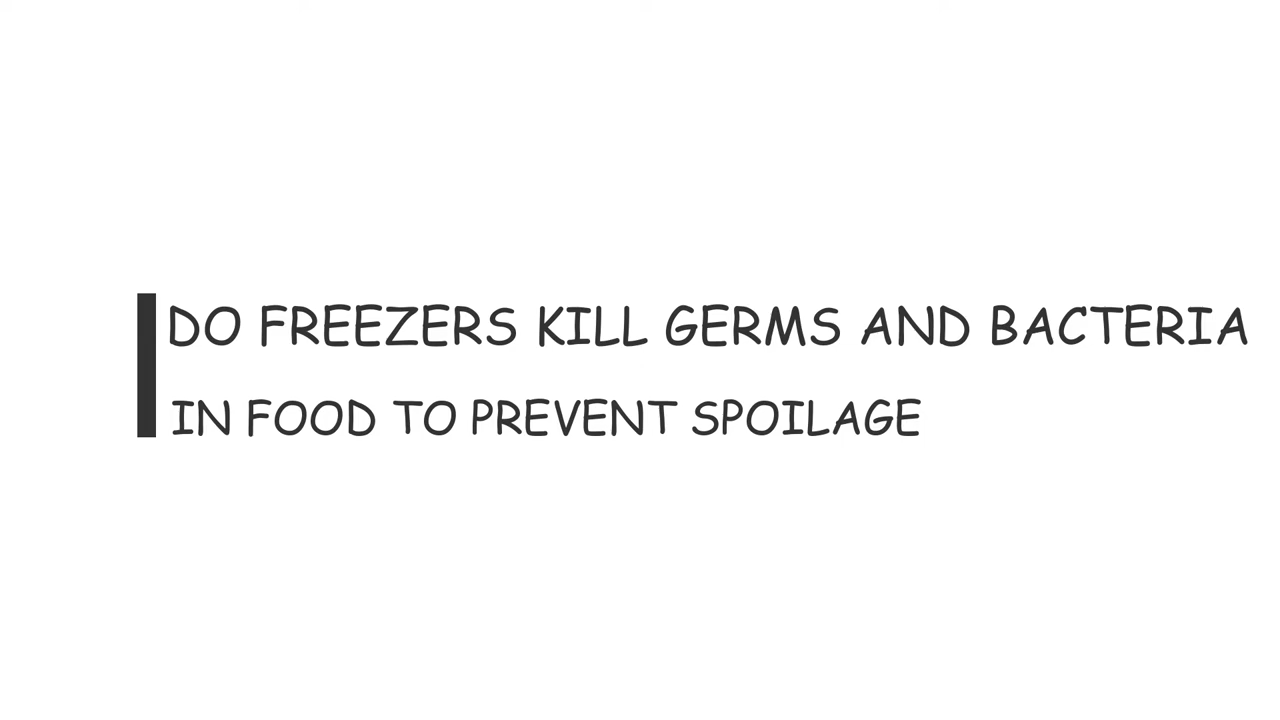 DO FREEZERS KILL GERMS AND BACTERIA
IN FOOD TO PREVENT SPOILAGE